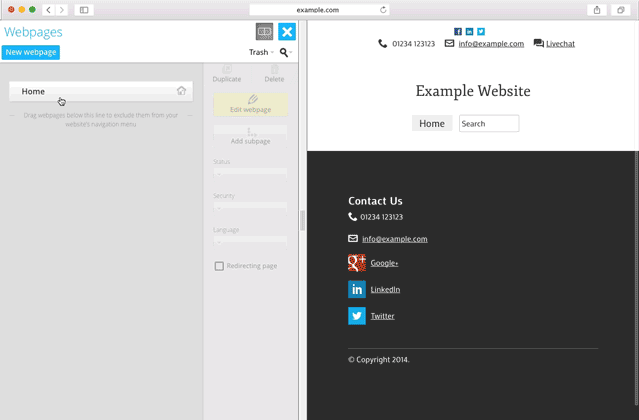 example.com
Webpages
New webpage
Trash
Home
Drag webpages below this line to exclude them from your
website's navigation menu
Duplicate
Delete
Edit webpage
Add subpage
Status
Security
Language
Redirecting page
01234 123123 info@example.com Livechat
Example Website
Home Search
Contact Us
01234 123123
info@example.com
Google+
LinkedIn
Twitter
© Copyright 2014.